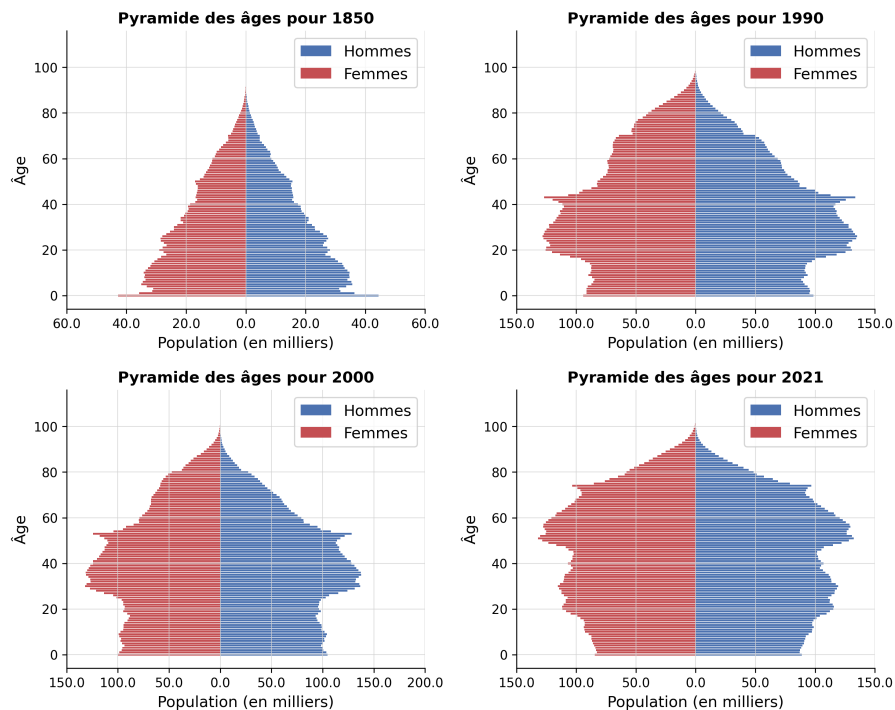 Pyramide des âges pour 1850
Hommes
Femmes
100
80
60
40
20
0
Âge
60.0 40.0 20.0 0.0 20.0 40.0 60.0
Population (en milliers)
Pyramide des âges pour 1990
Hommes
Femmes
100
80
60
40
20
0
Âge
150.0 100.0 50.0 0.0 50.0 100.0 150.0
Population (en milliers)
Pyramide des âges pour 2000
Hommes
Femmes
100
80
60
40
20
0
Âge
150.0 100.0 50.0 0.0 50.0 100.0 150.0 200.0
Population (en milliers)
Pyramide des âges pour 2021
Hommes
Femmes
100
80
60
40
20
0
Âge
150.0 100.0 50.0 0.0 50.0 100.0 150.0
Population (en milliers)